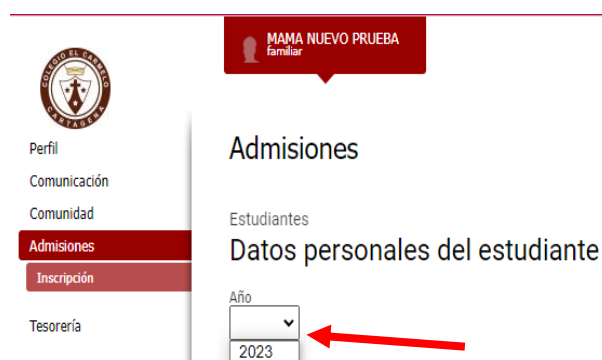 MAMA NUEVO PRUEBA
familiar
COLEGIO EL CARMELO
CARTAGENA
Perfil
Comunicación
Comunidad
Admisiones
Inscripción
Tesorería
Admisiones
Estudiantes
Datos personales del estudiante
Año
2023